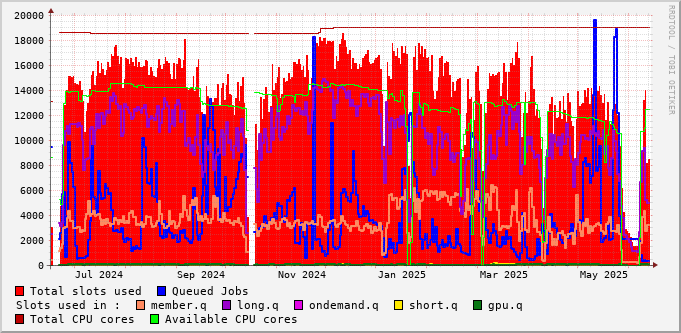 RRDTOOL / TOBI OETIKER
20000
18000
16000
14000
12000
10000
8000
6000
4000
2000
0
Jul 2024 Sep 2024 Nov 2024 Jan 2025 Mar 2025 May 2025
Total slots used Queued Jobs
Slots used in : member.q long.q ondemand.q short.q gpu.q
Total CPU cores Available CPU cores